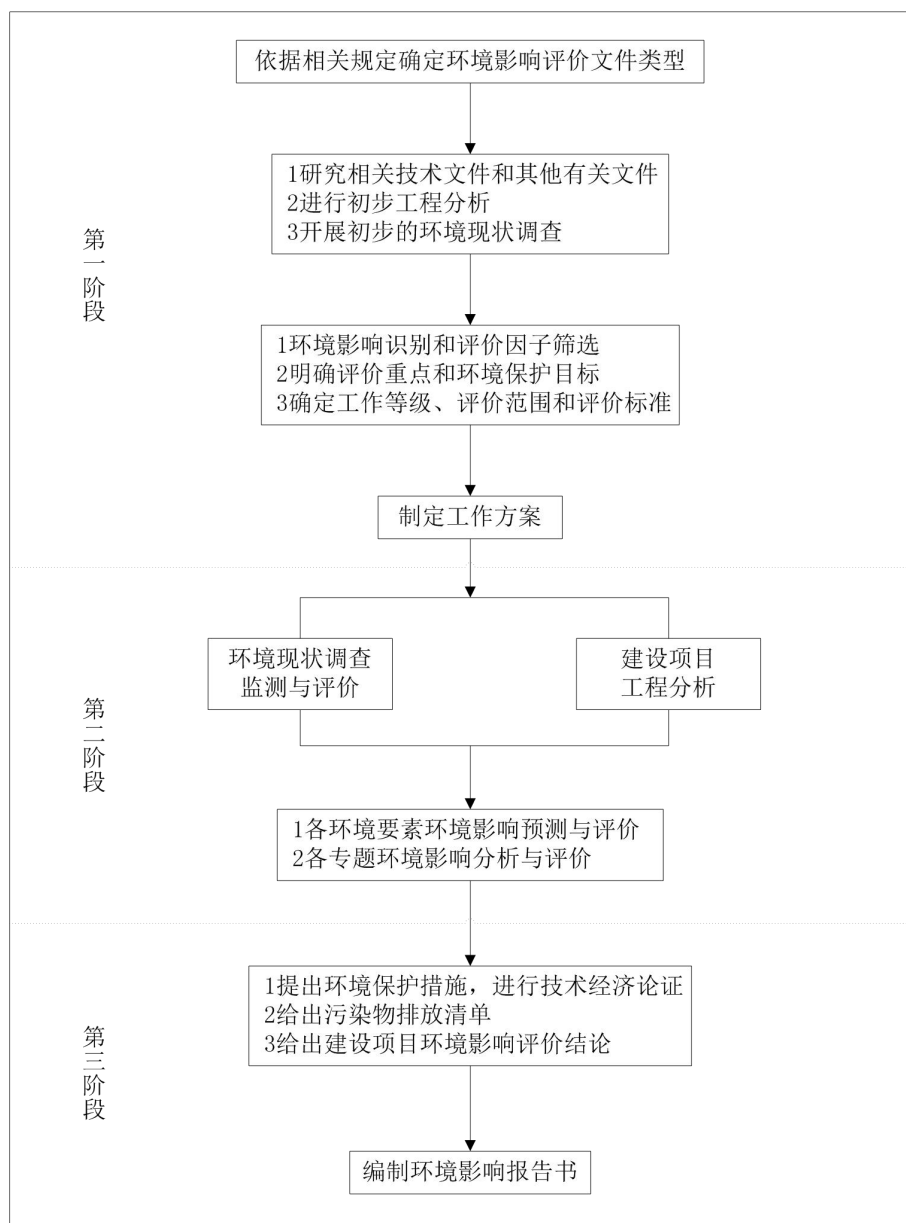 依据相关规定确定环境影响评价文件类型
1研究相关技术文件和其他有关文件
2进行初步工程分析
3开展初步的环境现状调查
第一阶段
1环境影响识别和评价因子筛选
2明确评价重点和环境保护目标
3确定工作等级、评价范围和评价标准
制定工作方案
环境现状调查
监测与评价
建设项目
工程分析
第二阶段
1各环境要素环境影响预测与评价
2各专题环境影响分析与评价
1提出环境保护措施，进行技术经济论证
2给出污染物排放清单
3给出建设项目环境影响评价结论
第三阶段
编制环境影响报告书